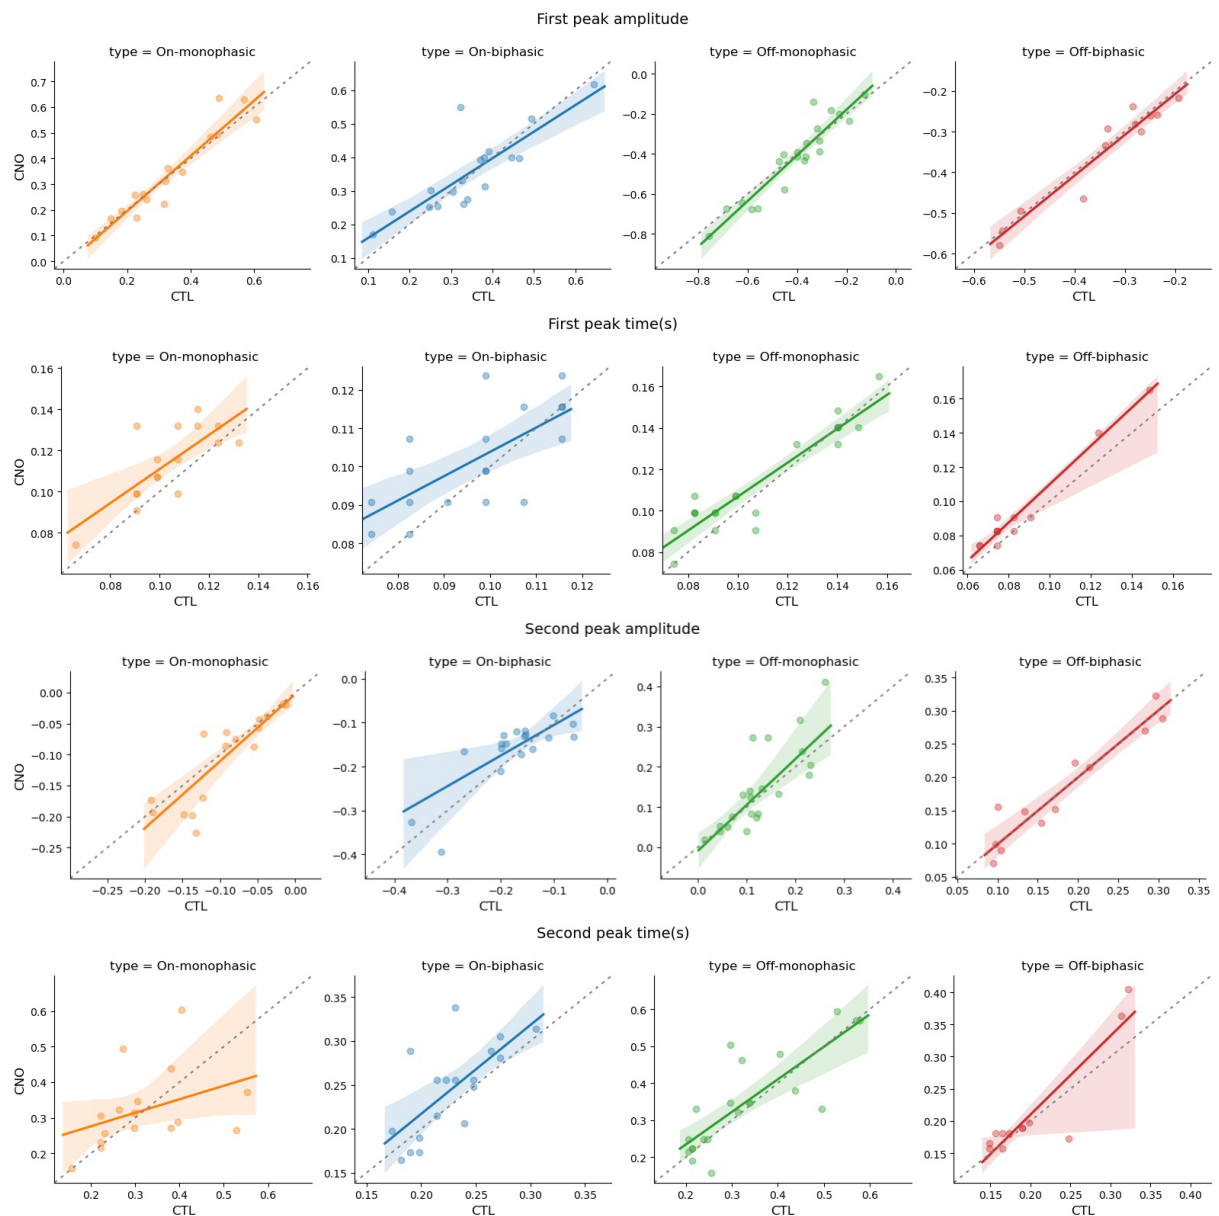 First peak amplitude
type = On-monophasic type = On-biphasic type = Off-monophasic type = Off-biphasic
0.7 0.6 0.5 0.4 0.3 0.2 0.1 0.0
0.6 0.5 0.4 0.3 0.2 0.1
0.0 −0.2 −0.4 −0.6 −0.8
−0.2 −0.3 −0.4 −0.5 −0.6
CNO
0.0 0.2 0.4 0.6
0.1 0.2 0.3 0.4 0.5 0.6
−0.8 −0.6 −0.4 −0.2 0.0
−0.6 −0.5 −0.4 −0.3 −0.2
CTL CTL CTL CTL
First peak time(s)
type = On-monophasic type = On-biphasic type = Off-monophasic type = Off-biphasic
0.16 0.14 0.12 0.10 0.08
0.12 0.11 0.10 0.09 0.08
0.16 0.14 0.12 0.10 0.08
0.16 0.14 0.12 0.10 0.08 0.06
CNO
0.08 0.10 0.12 0.14 0.16
0.08 0.09 0.10 0.11 0.12
0.08 0.10 0.12 0.14 0.16
0.06 0.08 0.10 0.12 0.14 0.16
CTL CTL CTL CTL
Second peak amplitude
type = On-monophasic type = On-biphasic type = Off-monophasic type = Off-biphasic
0.00 −0.05 −0.10 −0.15 −0.20 −0.25
0.0 −0.1 −0.2 −0.3 −0.4
0.4 0.3 0.2 0.1 0.0
0.35 0.30 0.25 0.20 0.15 0.10 0.05
CNO
−0.25 −0.20 −0.15 −0.10 −0.05 0.00
−0.4 −0.3 −0.2 −0.1 0.0
0.0 0.1 0.2 0.3 0.4
0.05 0.10 0.15 0.20 0.25 0.30 0.35
CTL CTL CTL CTL
Second peak time(s)
type = On-monophasic type = On-biphasic type = Off-monophasic type = Off-biphasic
0.6 0.5 0.4 0.3 0.2
0.35 0.30 0.25 0.20 0.15
0.6 0.5 0.4 0.3 0.2
0.40 0.35 0.30 0.25 0.20 0.15
CNO
0.2 0.3 0.4 0.5 0.6
0.15 0.20 0.25 0.30 0.35
0.2 0.3 0.4 0.5 0.6
0.15 0.20 0.25 0.30 0.35 0.40
CTL CTL CTL CTL